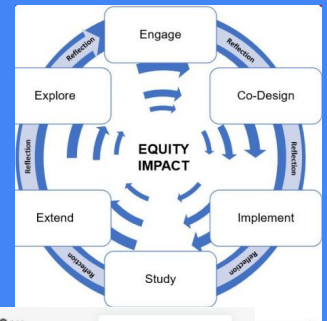 Engage
Reflection
Reflection
Explore
Co-Design
EQUITY
IMPACT
Reflection
Reflection
Extend
Implement
Reflection
Reflection
Study